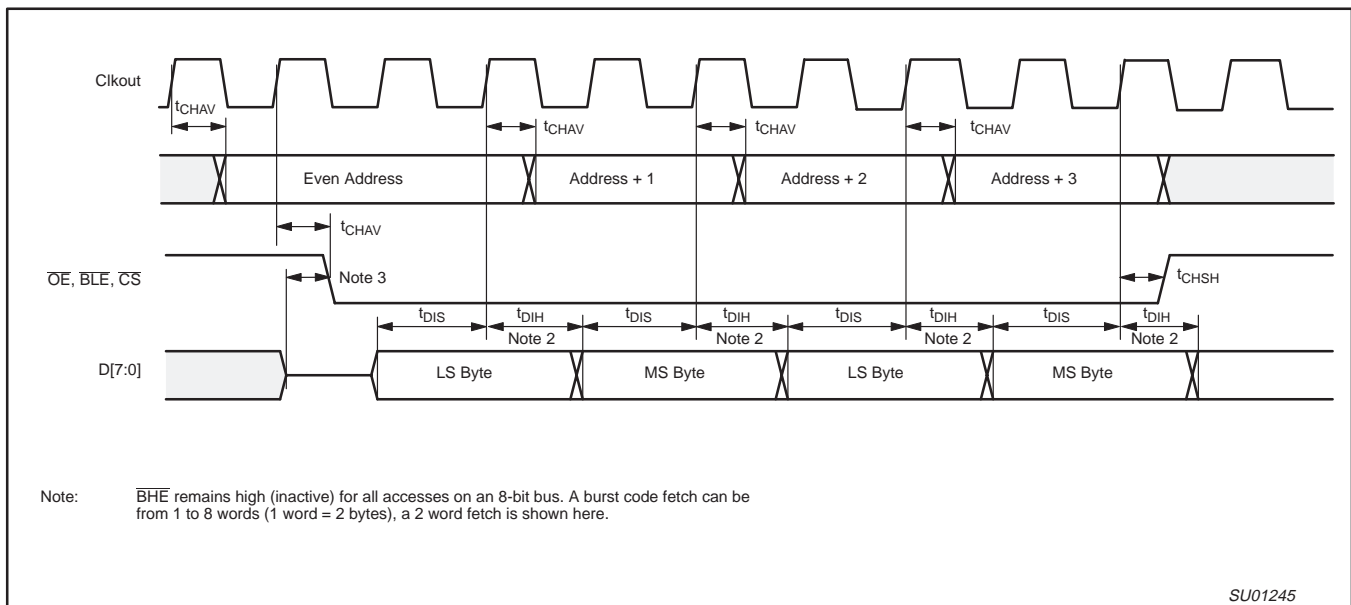 Clkout
tCHAV
tCHAV
tCHAV
tCHAV
Even Address
Address + 1
Address + 2
Address + 3
tCHAV
OE, BLE, CS
Note 3
tCHSH
tDIS
tDIH
tDIS
tDIH
tDIS
tDIH
tDIS
tDIH
Note 2
Note 2
Note 2
Note 2
D[7:0]
LS Byte
MS Byte
LS Byte
MS Byte
Note: BHE remains high (inactive) for all accesses on an 8-bit bus. A burst code fetch can be
from 1 to 8 words (1 word = 2 bytes), a 2 word fetch is shown here.
SU01245